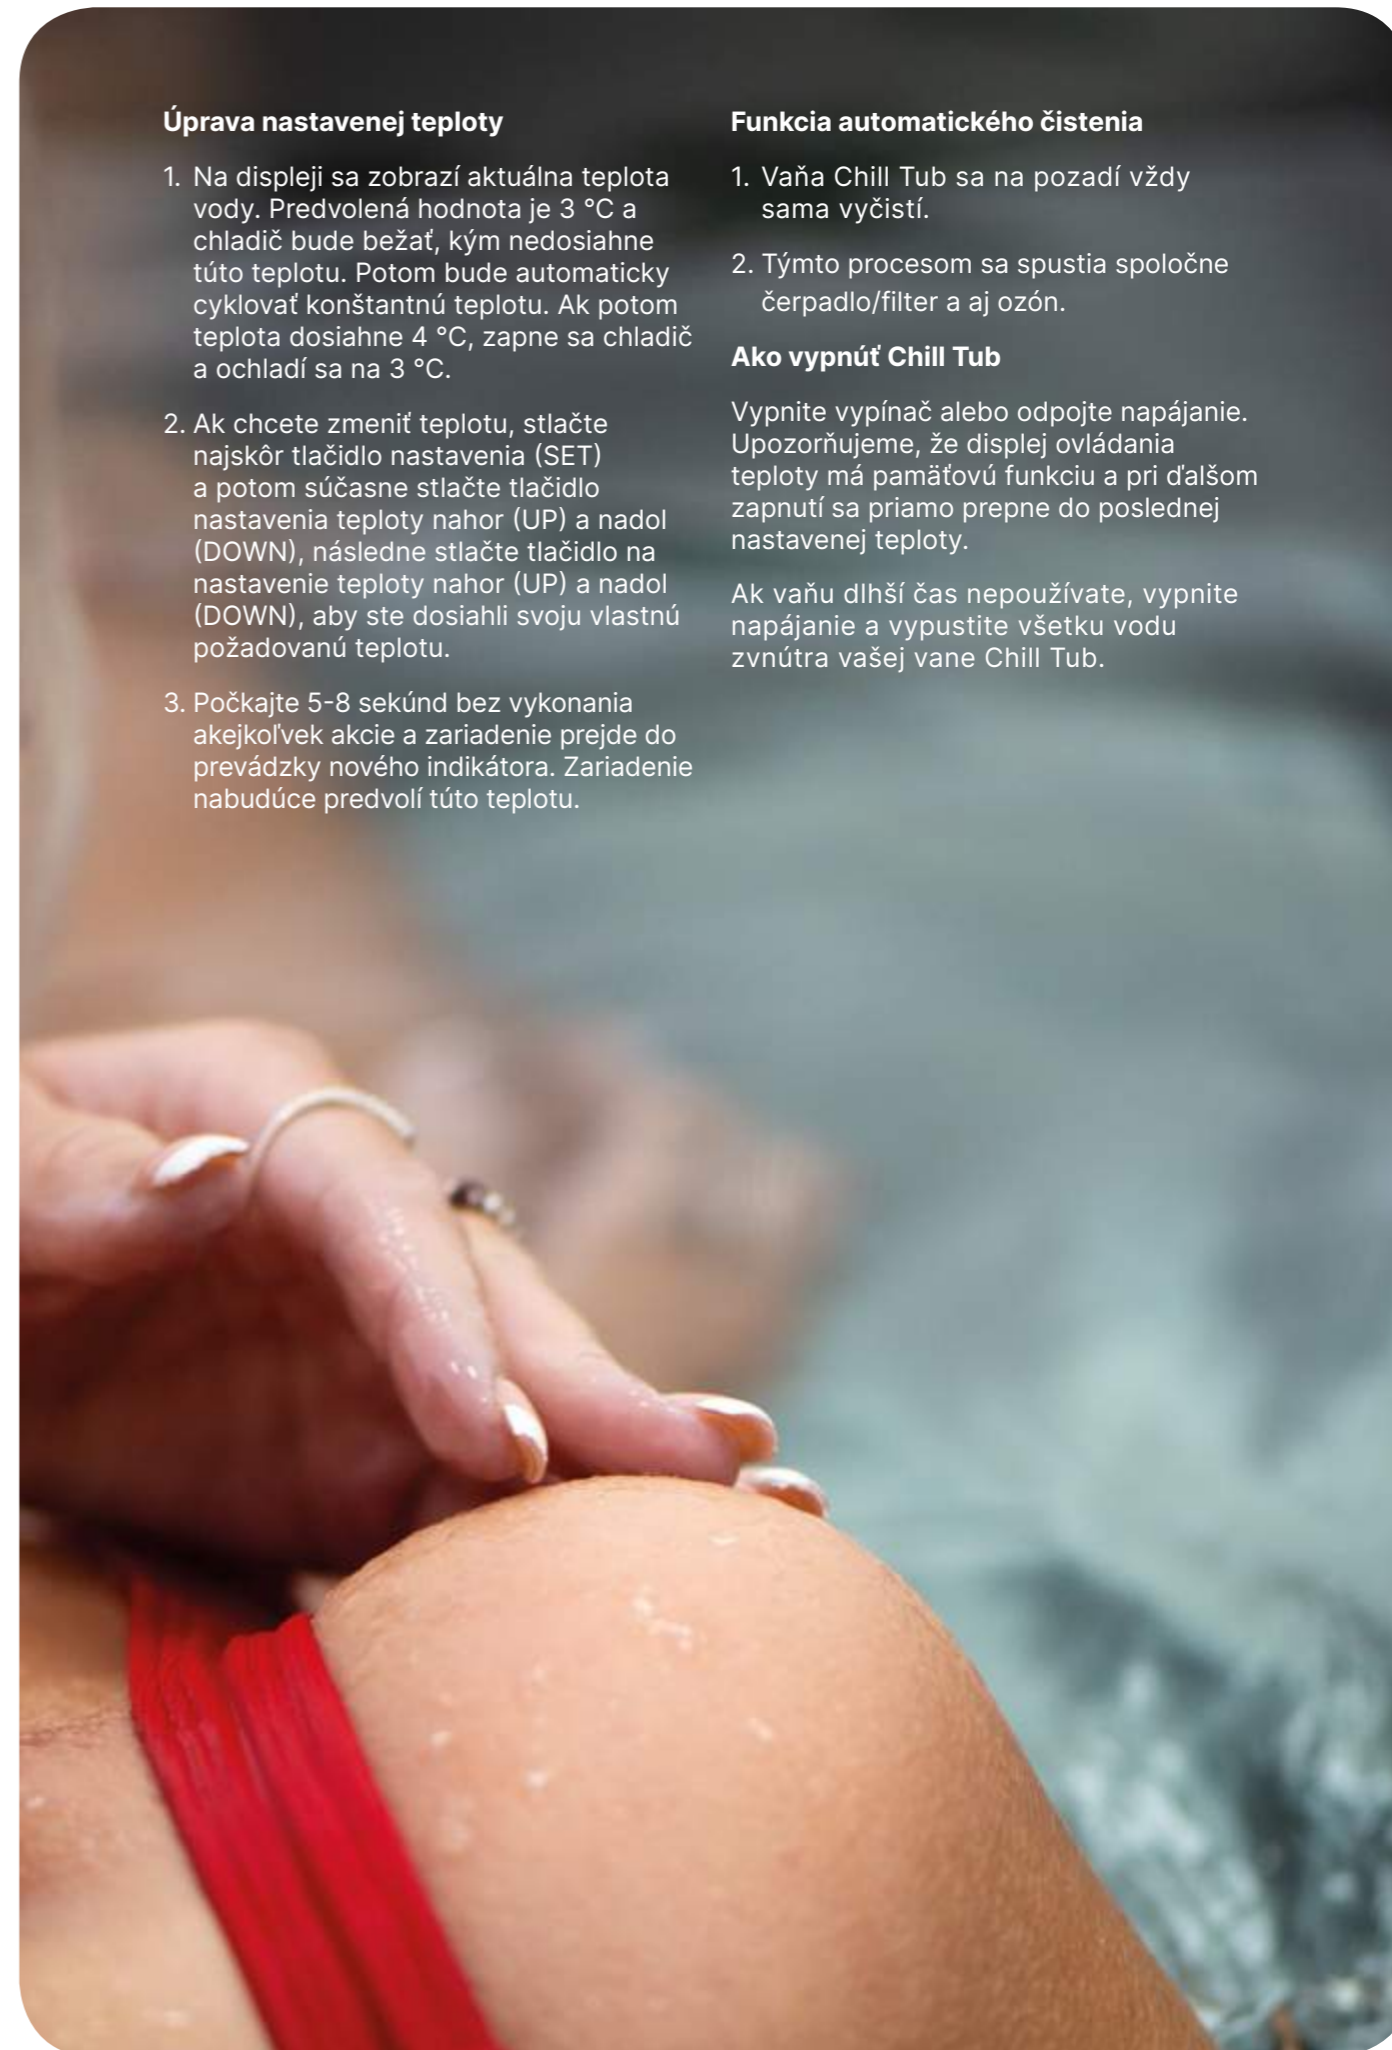 Úprava nastavenej teploty
1. Na displeji sa zobrazí aktuálna teplota
vody. Predvolená hodnota je 3 °C a
chladič bude bežať, kým nedosiahne
túto teplotu. Potom bude automaticky
cyklovať konštantnú teplotu. Ak potom
teplota dosiahne 4 °C, zapne sa chladič
a ochladí sa na 3 °C.
2. Ak chcete zmeniť teplotu, stlačte
najskôr tlačidlo nastavenia (SET)
a potom súčasne stlačte tlačidlo
nastavenia teploty nahor (UP) a nadol
(DOWN), následne stlačte tlačidlo na
nastavenie teploty nahor (UP) a nadol
(DOWN), aby ste dosiahli svoju vlastnú
požadovanú teplotu.
3. Počkajte 5-8 sekúnd bez vykonania
akejkoľvek akcie a zariadenie prejde do
prevádzky nového indikátora. Zariadenie
nabudúce predvolí túto teplotu.
Funkcia automatického čistenia
1. Vaňa Chill Tub sa na pozadí vždy
sama vyčistí.
2. Týmto procesom sa spustia spoločne
čerpadlo/filter a aj ozón.
Ako vypnúť Chill Tub
Vypnite vypínač alebo odpojte napájanie.
Upozorňujeme, že displej ovládania
teploty má pamäťovú funkciu a pri ďalšom
zapnutí sa priamo prepne do poslednej
nastavenej teploty.
Ak vaňu dlhší čas nepoužívate, vypnite
napájanie a vypustite všetku vodu
zvnútra vašej vane Chill Tub.